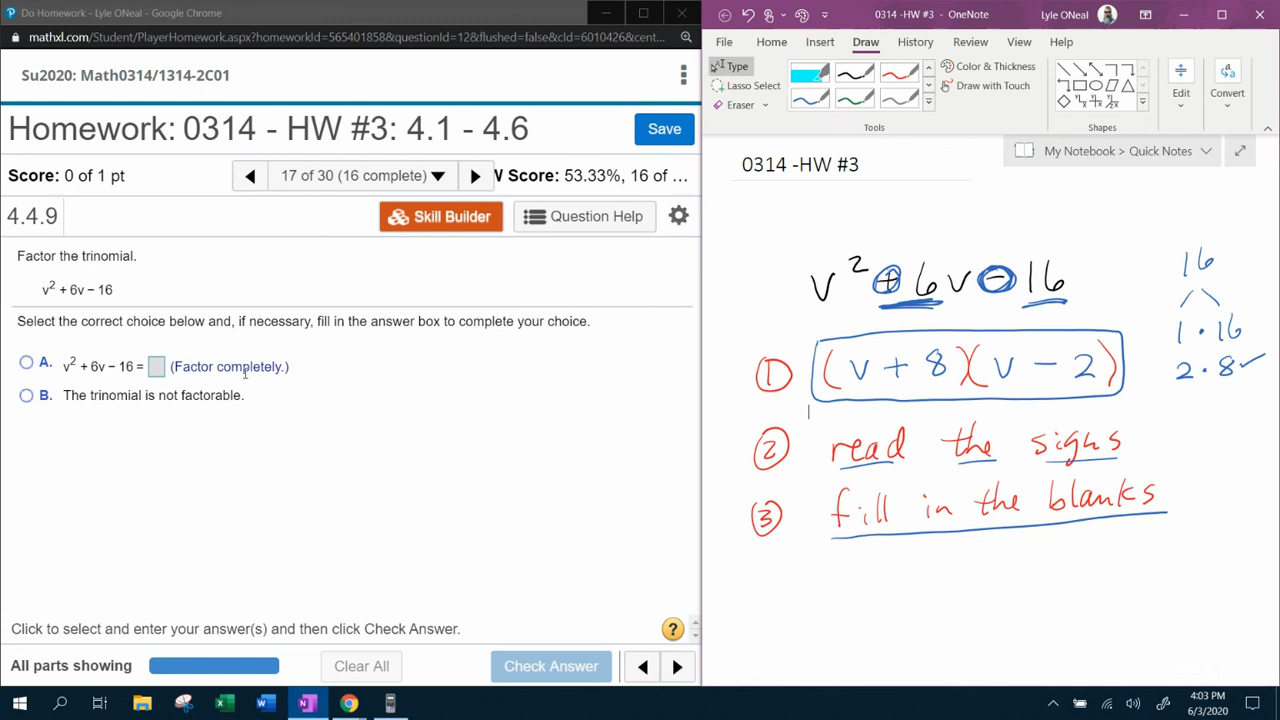 Do Homework - Lyle ONeal - Google Chrome
mathxl.com/Student/PlayerHomework.aspx?homeworkId=565401858&questionId=12&flushed=false&cId=6010426&cent...
Su2020: Math0314/1314-2C01
Homework: 0314 - HW #3: 4.1 - 4.6
Save
Score: 0 of 1 pt
17 of 30 (16 complete)
W Score: 53.33%, 16 of ...
4.4.9
Skill Builder
Question Help
Factor the trinomial.
v² + 6v − 16
Select the correct choice below and, if necessary, fill in the answer box to complete your choice.
A. v² + 6v − 16 = (Factor completely.)
B. The trinomial is not factorable.
Click to select and enter your answer(s) and then click Check Answer.
?
All parts showing
Clear All
Check Answer
0314 -HW #3 - OneNote
Lyle ONeal
File Home Insert Draw History Review View Help
Type
Lasso Select
Eraser
Color & Thickness
Draw with Touch
Edit
Convert
Tools
Shapes
My Notebook > Quick Notes
0314 -HW #3
v² + 6v − 16
16
1 · 16
2 · 8 ✓
① (v + 8)(v − 2)
② read the signs
③ fill in the blanks
4:03 PM
6/3/2020